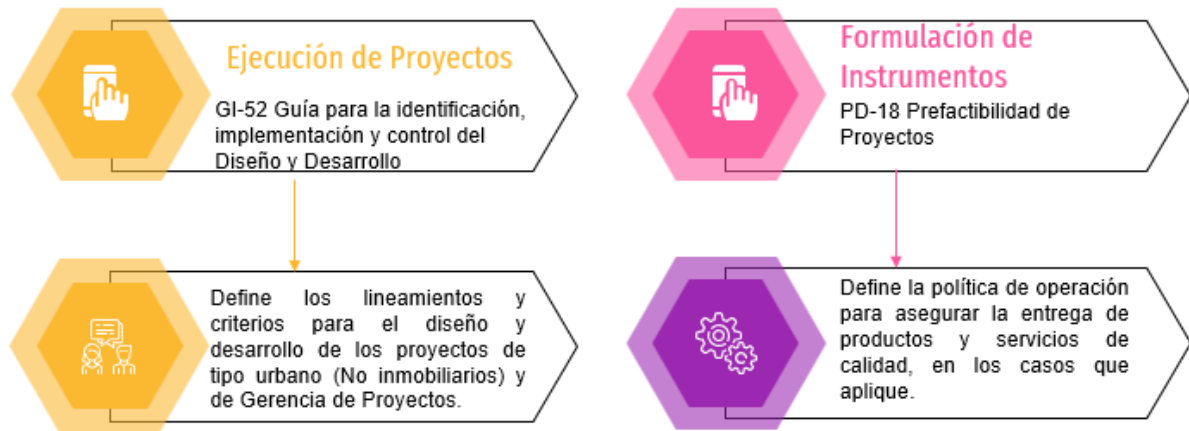 Ejecución de Proyectos
GI-52 Guía para la identificación,
implementación y control del
Diseño y Desarrollo
Define los lineamientos y
criterios para el diseño y
desarrollo de los proyectos de
tipo urbano (No inmobiliarios) y
de Gerencia de Proyectos.
Formulación de
Instrumentos
PD-18 Prefactibilidad de
Proyectos
Define la política de operación
para asegurar la entrega de
productos y servicios de
calidad, en los casos que
aplique.